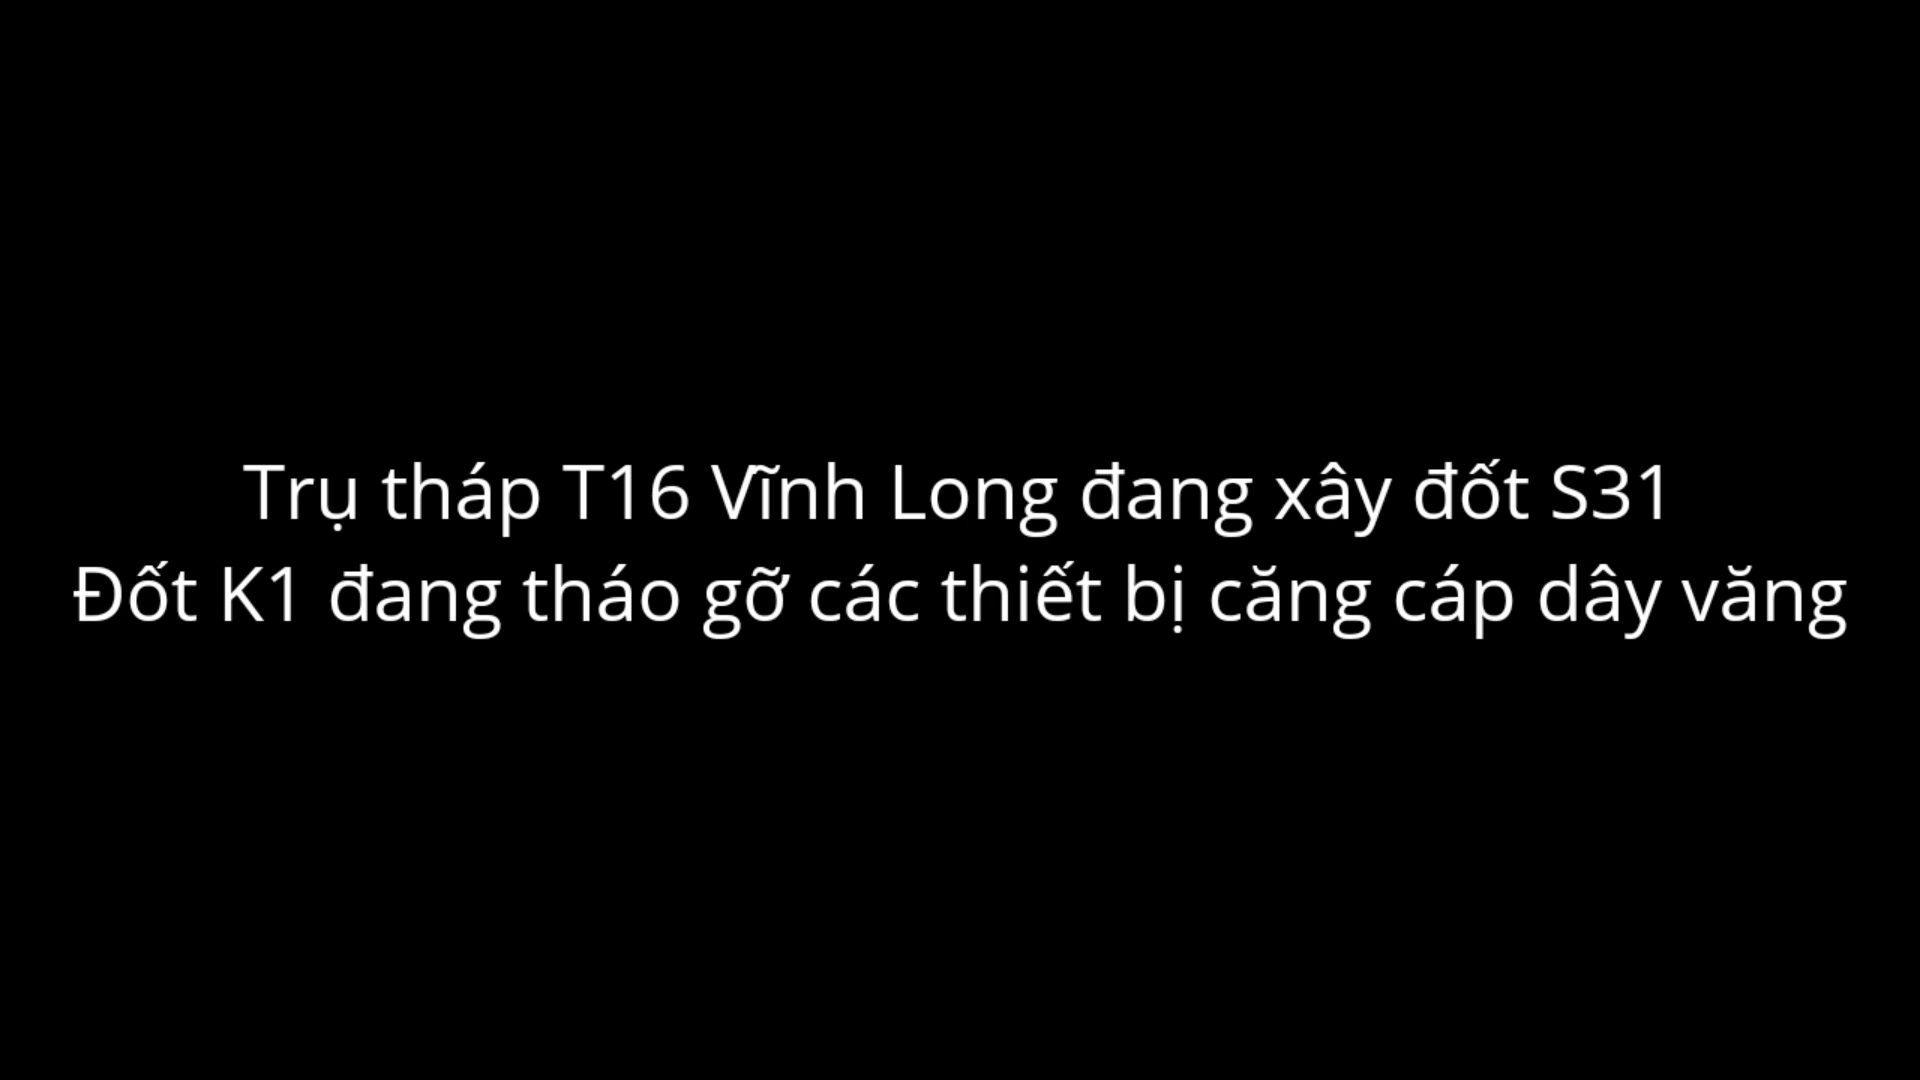 Trụ tháp T16 Vĩnh Long đang xây đốt S31
Đốt K1 đang tháo gỡ các thiết bị căng cáp dây văng